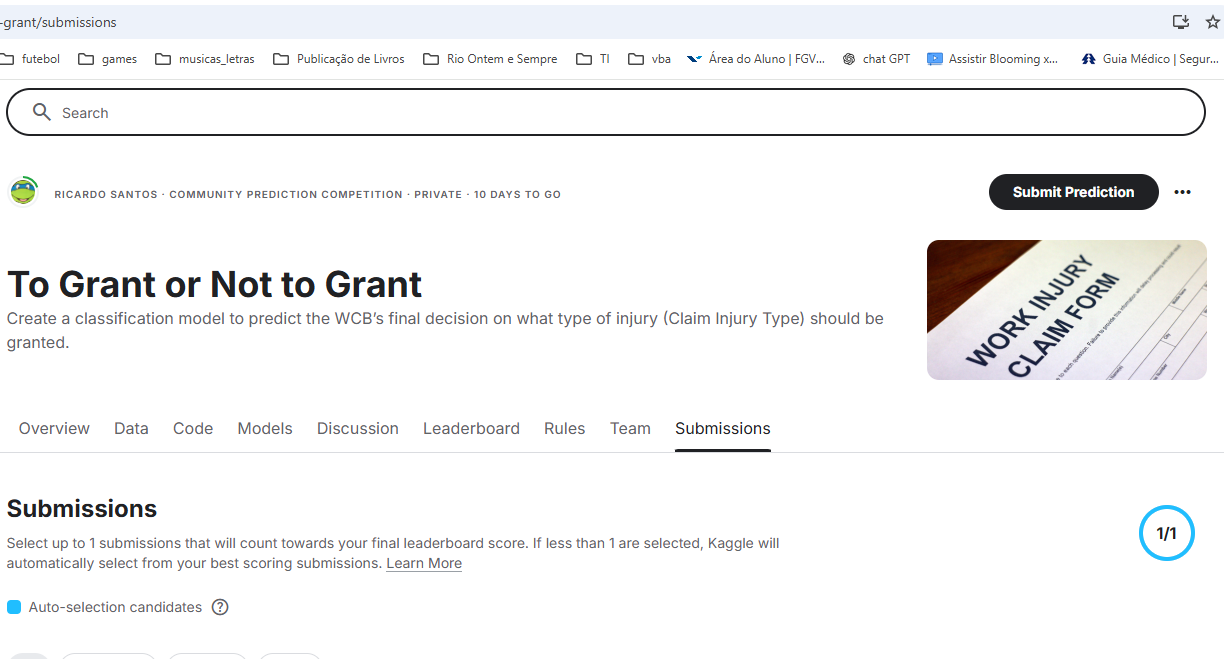 -grant/submissions
futebol games musicas_letras Publicação de Livros Rio Ontem e Sempre TI vba Área do Aluno | FGV... chat GPT Assistir Blooming x... Guia Médico | Segur...
Search
RICARDO SANTOS · COMMUNITY PREDICTION COMPETITION · PRIVATE · 10 DAYS TO GO
Submit Prediction
To Grant or Not to Grant
Create a classification model to predict the WCB's final decision on what type of injury (Claim Injury Type) should be
granted.
WORK INJURY
CLAIM FORM
Overview Data Code Models Discussion Leaderboard Rules Team Submissions
Submissions
Select up to 1 submissions that will count towards your final leaderboard score. If less than 1 are selected, Kaggle will
automatically select from your best scoring submissions. Learn More
1/1
Auto-selection candidates ?